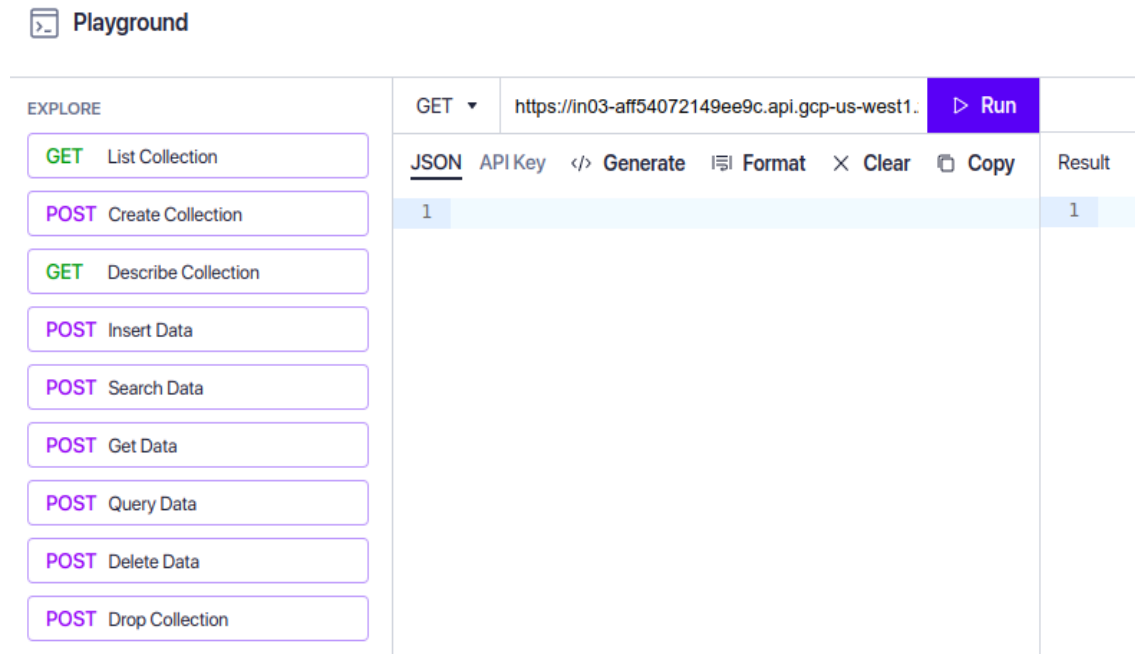 Playground
EXPLORE
GET List Collection
POST Create Collection
GET Describe Collection
POST Insert Data
POST Search Data
POST Get Data
POST Query Data
POST Delete Data
POST Drop Collection
GET https://in03-aff54072149ee9c.api.gcp-us-west1. Run
JSON API Key </> Generate Format Clear Copy
1
Result
1